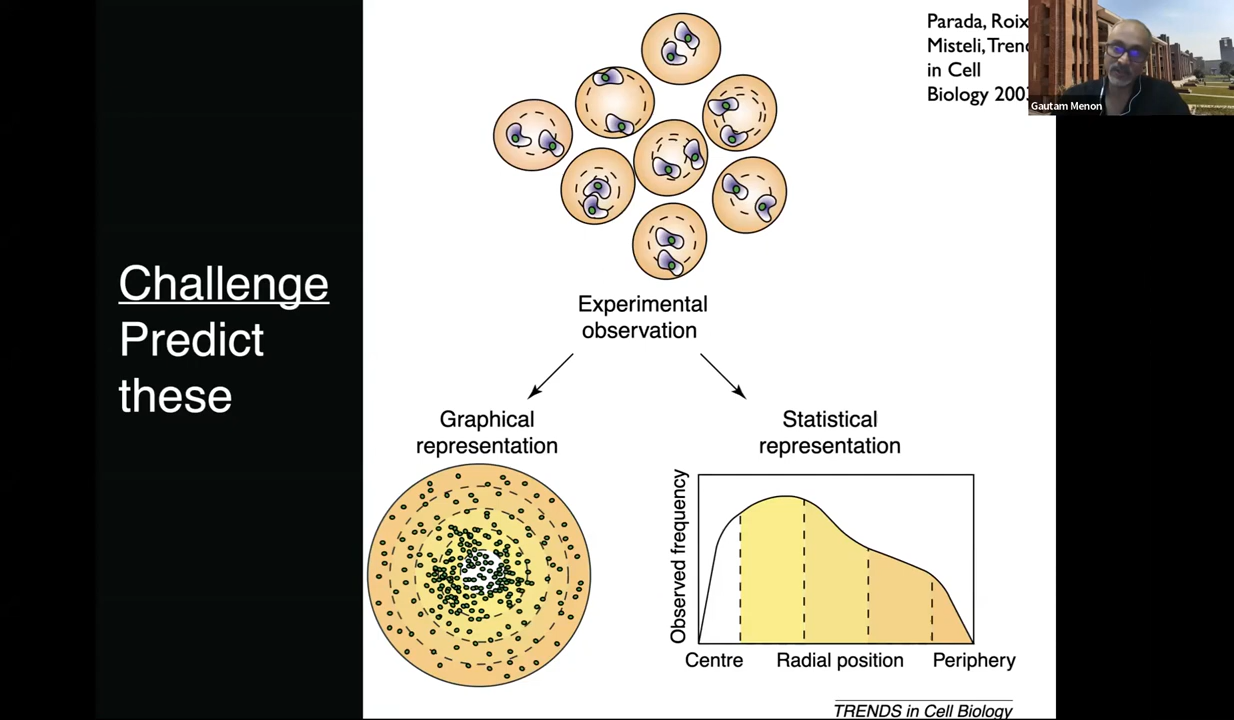 Challenge
Predict
these
Parada, Roix
Misteli, Trend
in Cell
Biology 200
Gautam Menon
Experimental
observation
Graphical
representation
Statistical
representation
Observed frequency
Centre
Radial position
Periphery
TRENDS in Cell Biology